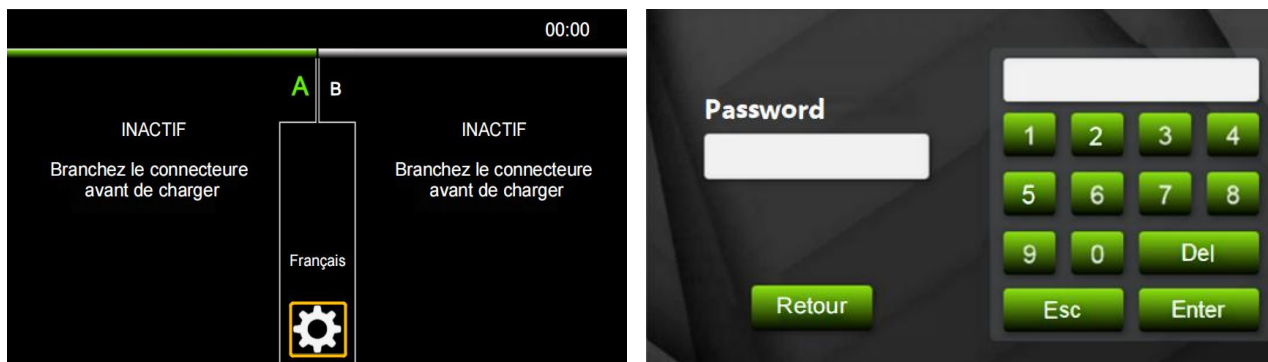 00:00
A B
INACTIF
Branchez le connecteure
avant de charger
INACTIF
Branchez le connecteure
avant de charger
Français
Password
1 2 3 4
5 6 7 8
9 0 Del
Retour
Esc Enter